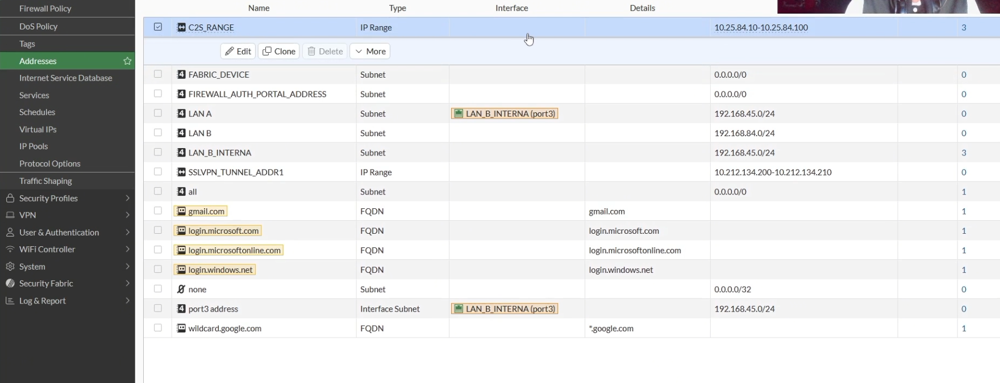 Firewall Policy
DoS Policy
Tags
Addresses
Internet Service Database
Services
Schedules
Virtual IPs
IP Pools
Protocol Options
Traffic Shaping
Security Profiles
VPN
User & Authentication
WiFi Controller
System
Security Fabric
Log & Report
Name Type Interface Details
C2S_RANGE IP Range 10.25.84.10-10.25.84.100 3
Edit Clone Delete More
4 FABRIC_DEVICE Subnet 0.0.0.0/0 0
4 FIREWALL_AUTH_PORTAL_ADDRESS Subnet 0.0.0.0/0 0
4 LAN A Subnet LAN_B_INTERNA (port3) 192.168.45.0/24 0
4 LAN B Subnet 192.168.84.0/24 0
4 LAN_B_INTERNA Subnet 192.168.45.0/24 3
SSLVPN_TUNNEL_ADDR1 IP Range 10.212.134.200-10.212.134.210 0
4 all Subnet 0.0.0.0/0 1
gmail.com FQDN gmail.com 1
login.microsoft.com FQDN login.microsoft.com 1
login.microsoftonline.com FQDN login.microsoftonline.com 1
login.windows.net FQDN login.windows.net 1
none Subnet 0.0.0.0/32 0
4 port3 address Interface Subnet LAN_B_INTERNA (port3) 192.168.45.0/24 0
wildcard.google.com FQDN *.google.com 1